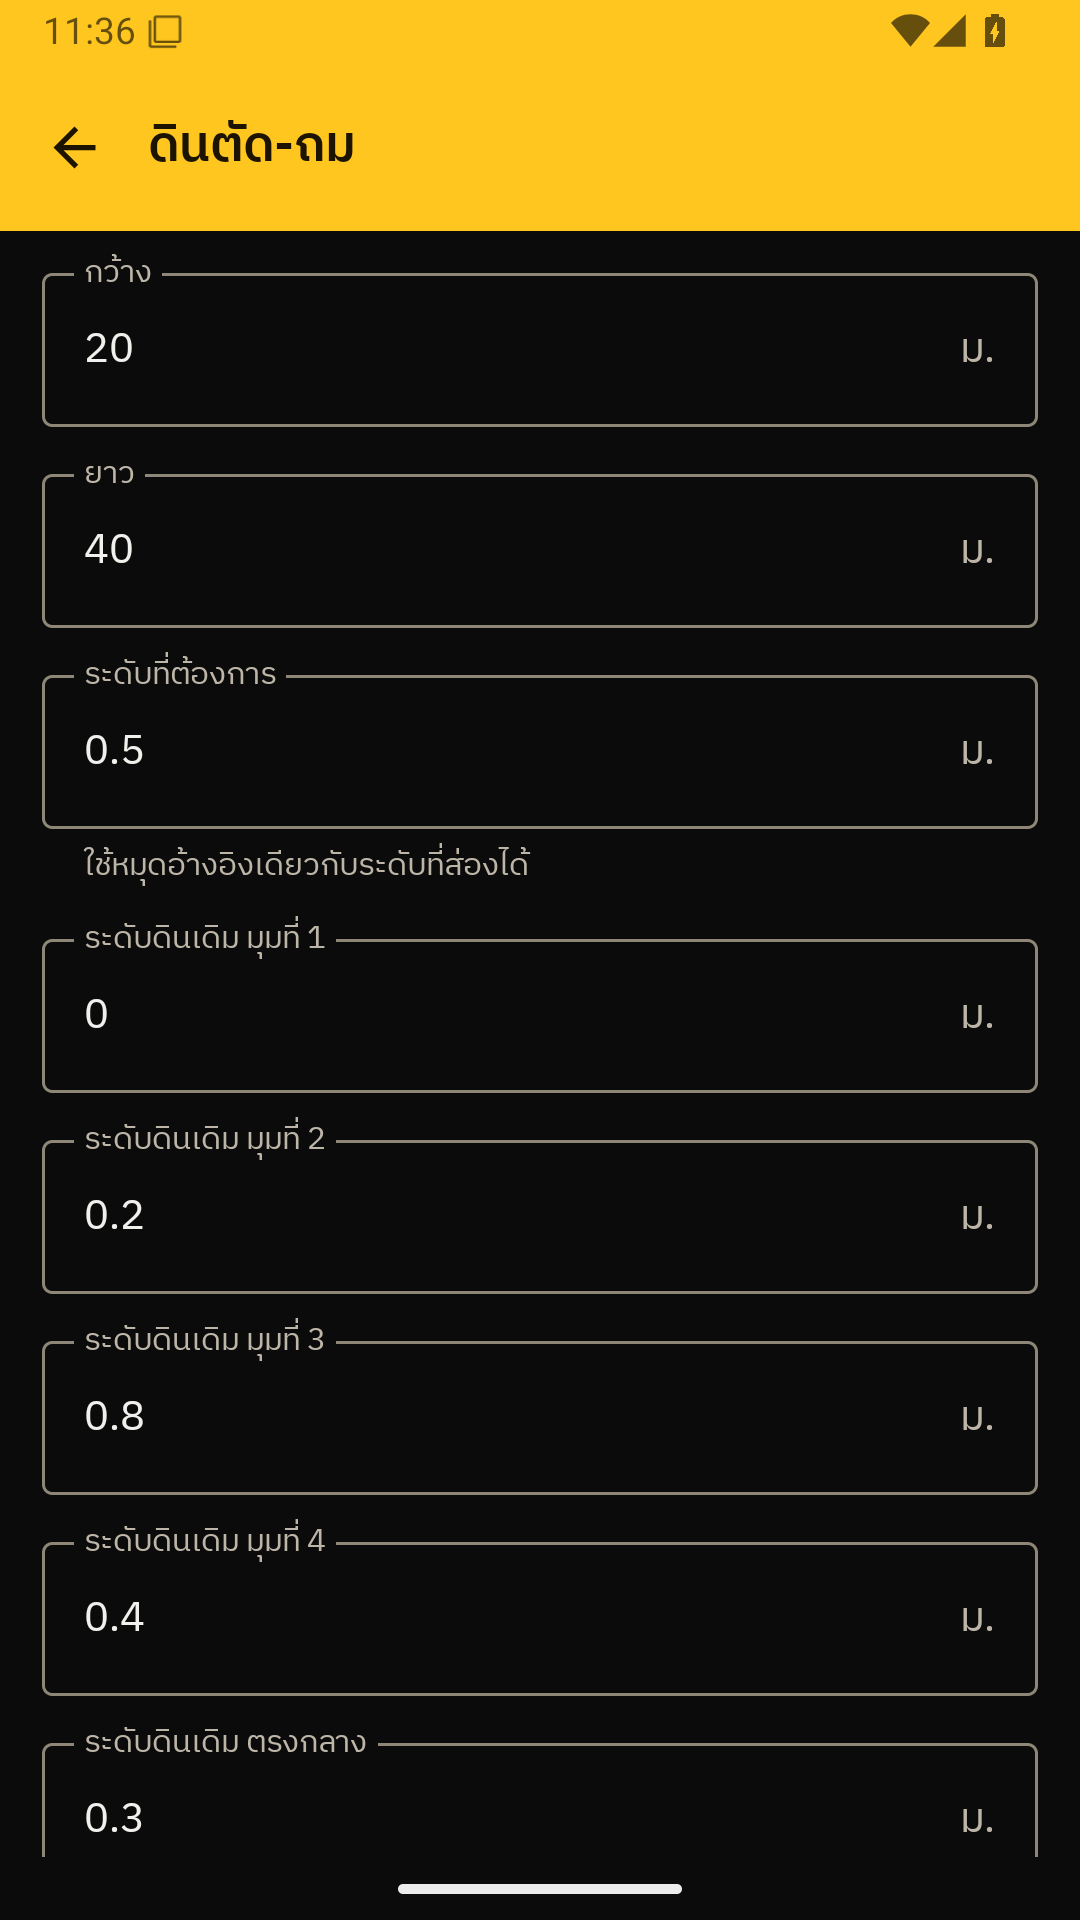 11:36
ดินตัด-ถม
กว้าง
20 ม.
ยาว
40 ม.
ระดับที่ต้องการ
0.5 ม.
ใช้หมุดอ้างอิงเดียวกับระดับที่ส่องได้
ระดับดินเดิม มุมที่ 1
0 ม.
ระดับดินเดิม มุมที่ 2
0.2 ม.
ระดับดินเดิม มุมที่ 3
0.8 ม.
ระดับดินเดิม มุมที่ 4
0.4 ม.
ระดับดินเดิม ตรงกลาง
0.3 ม.